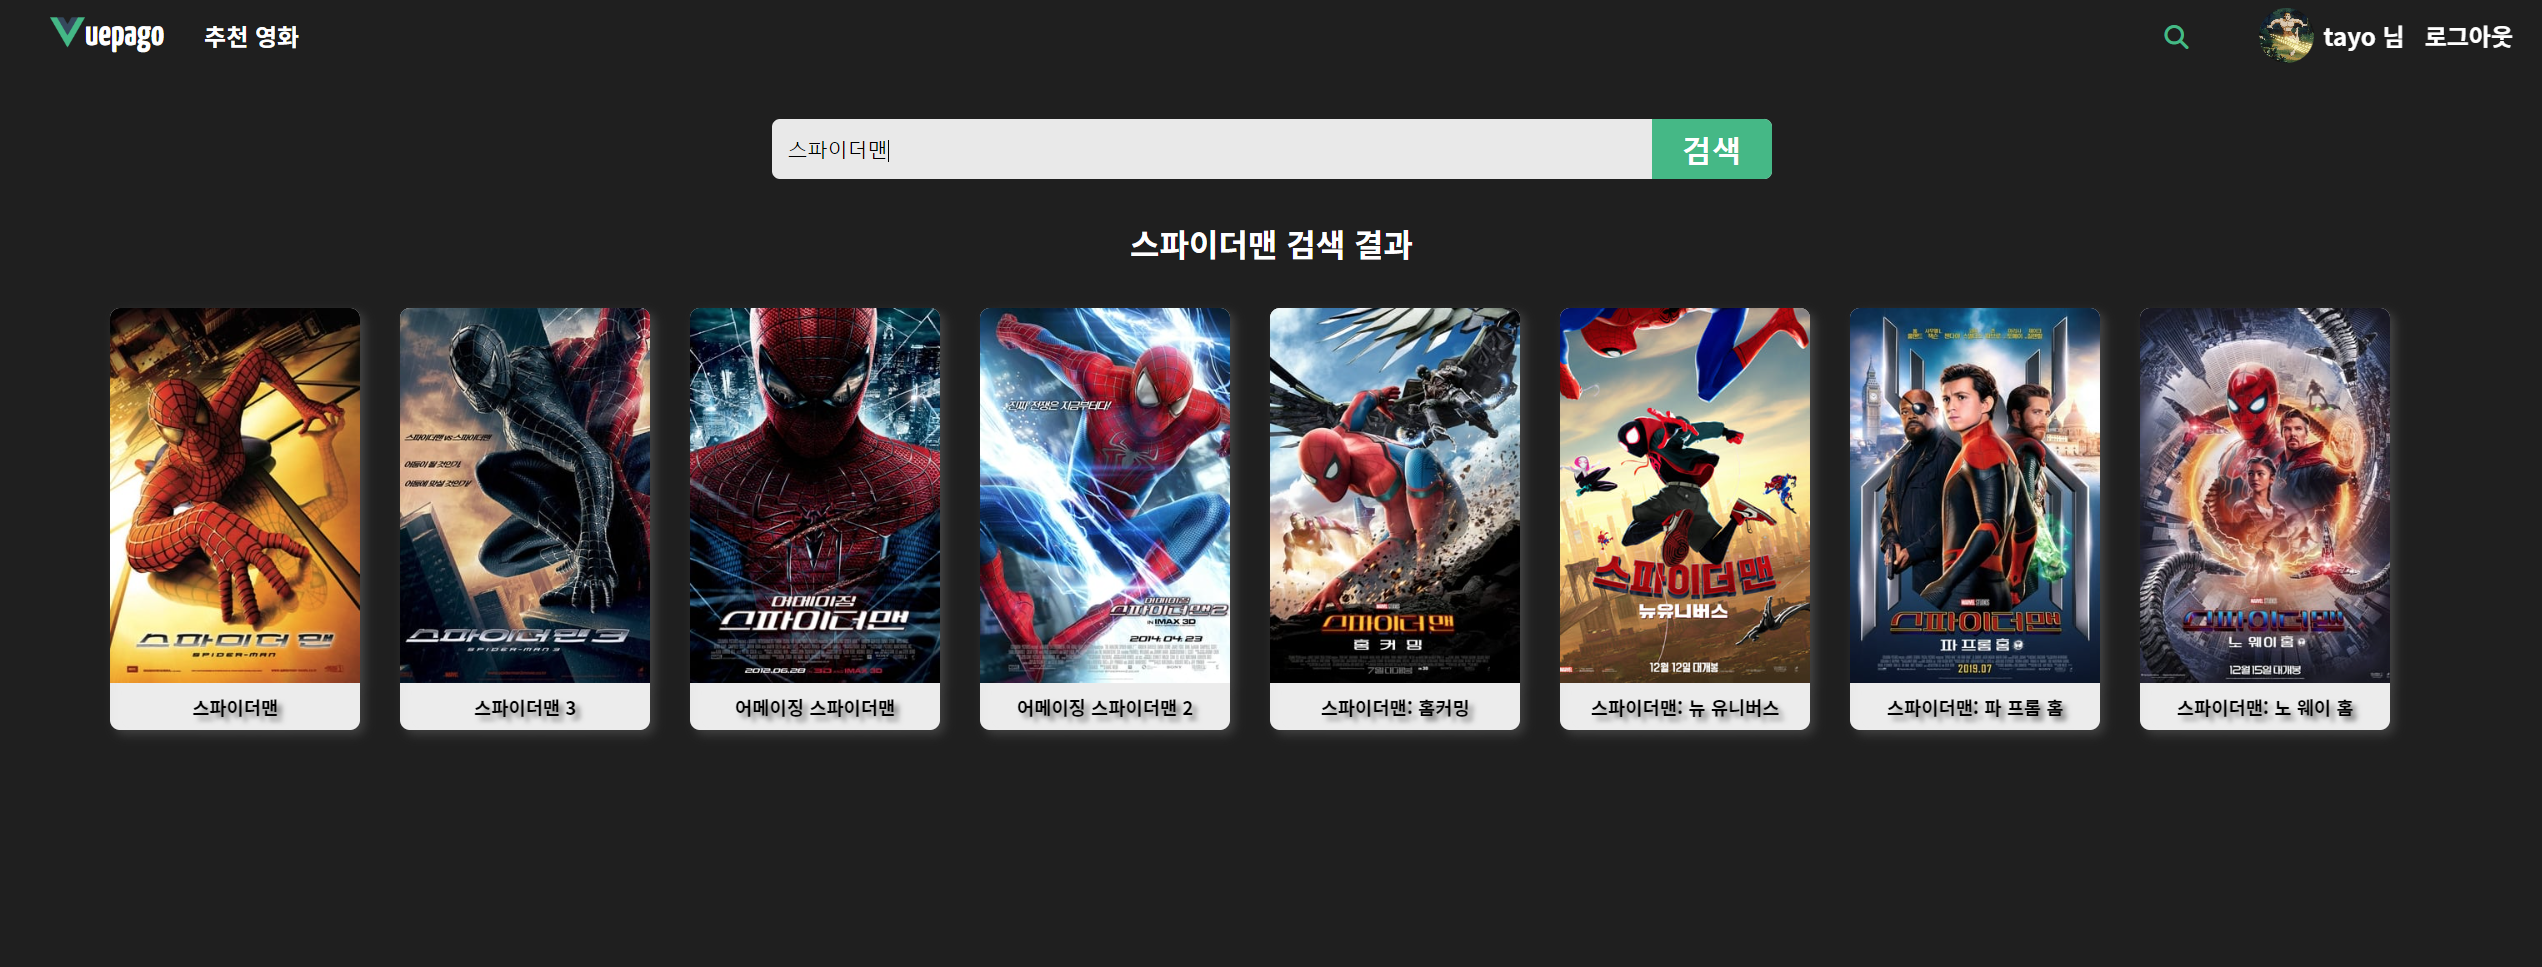 Vuepago
추천 영화
tayo 님
로그아웃
스파이더맨
검색
스파이더맨 검색 결과
스파이더맨
SPIDER-MAN
스파이더맨
스파이더맨 vs 스파이더맨
어둠이 될 것인가!
어둠에 맞설 것인가!
스파이더맨 3
SPIDER-MAN 3
스파이더맨 3
어메이징
스파이더맨
2012.06.28
3D
IMAX 3D
어메이징 스파이더맨
진짜 전쟁은 지금부터다!
어메이징
스파이더맨2
IN IMAX 3D
2014. 04. 23
어메이징 스파이더맨 2
스파이더맨
홈 커 밍
7월 대개봉
스파이더맨: 홈커밍
스파이더맨
뉴유니버스
12월 12일 대개봉
스파이더맨: 뉴 유니버스
MARVEL STUDIOS
스파이더맨
파 프롬 홈
2019.07
스파이더맨: 파 프롬 홈
스파이더맨
노 웨이 홈
12월 15일 대개봉
스파이더맨: 노 웨이 홈